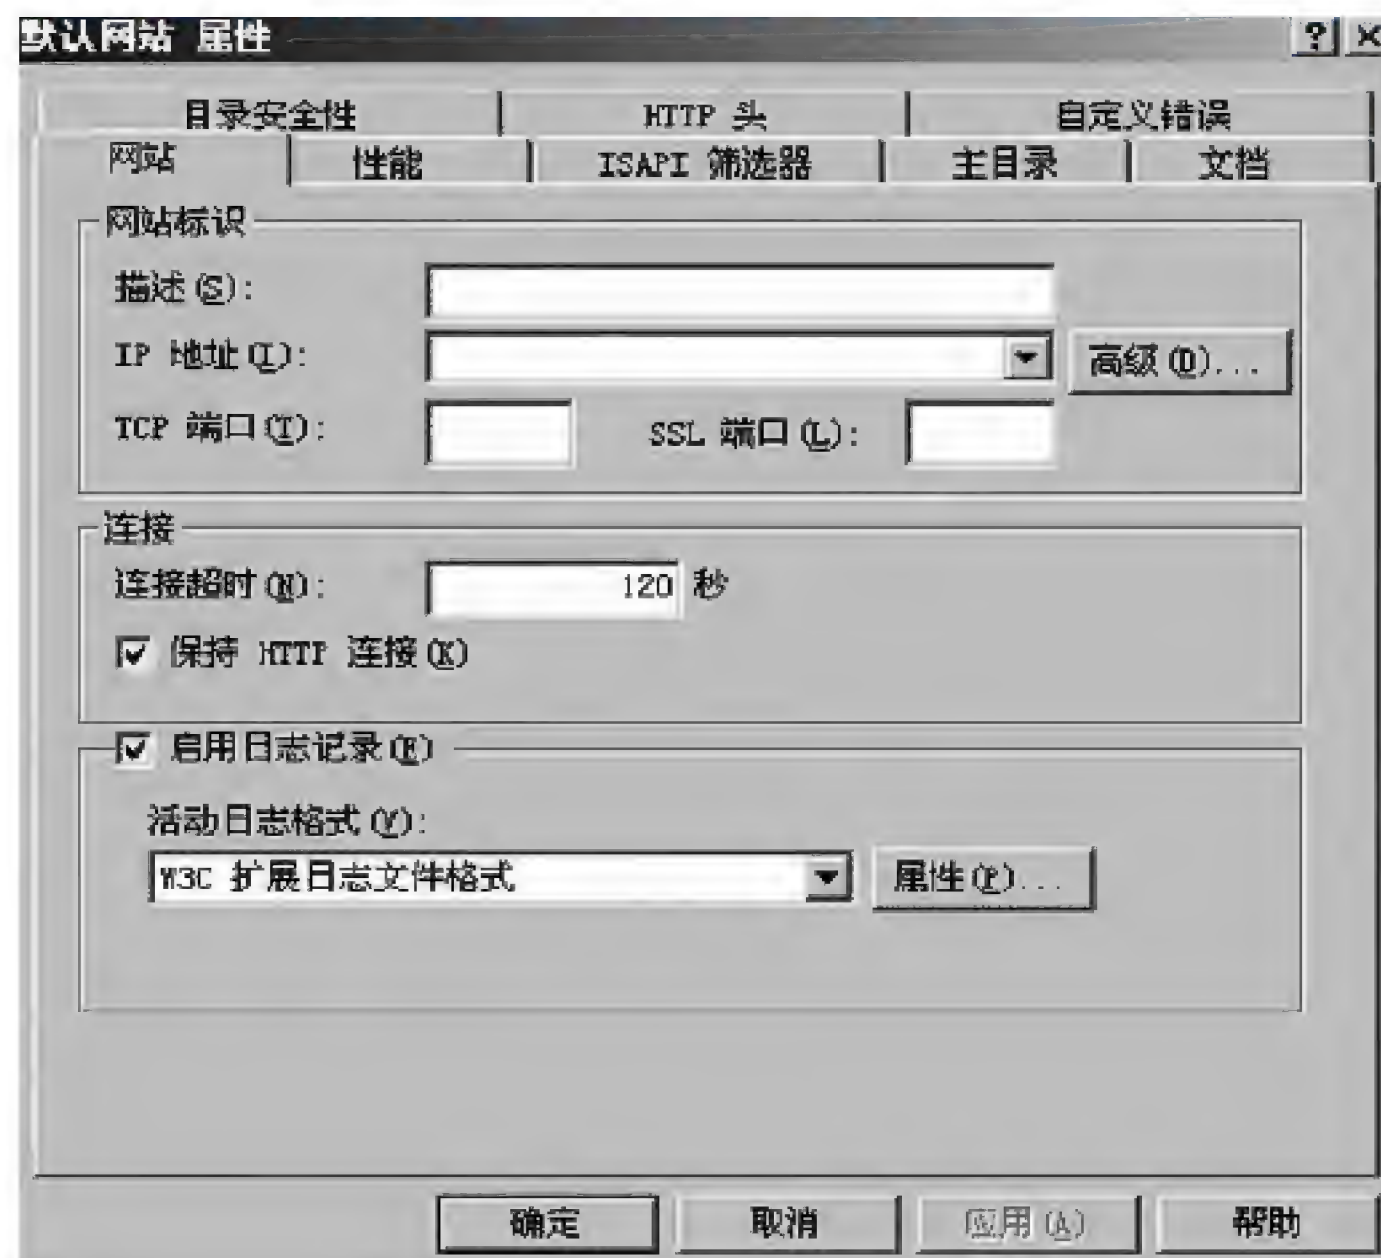 默认网站 属性
目录安全性 HTTP 头 自定义错误
网站 性能 ISAPI 筛选器 主目录 文档
网站标识
描述(S):
IP 地址(I): 高级(D)...
TCP 端口(T): SSL 端口(L):
连接
连接超时(N): 120 秒
保持 HTTP 连接(K)
启用日志记录(E)
活动日志格式(V):
W3C 扩展日志文件格式 属性(P)...
确定 取消 应用(A) 帮助